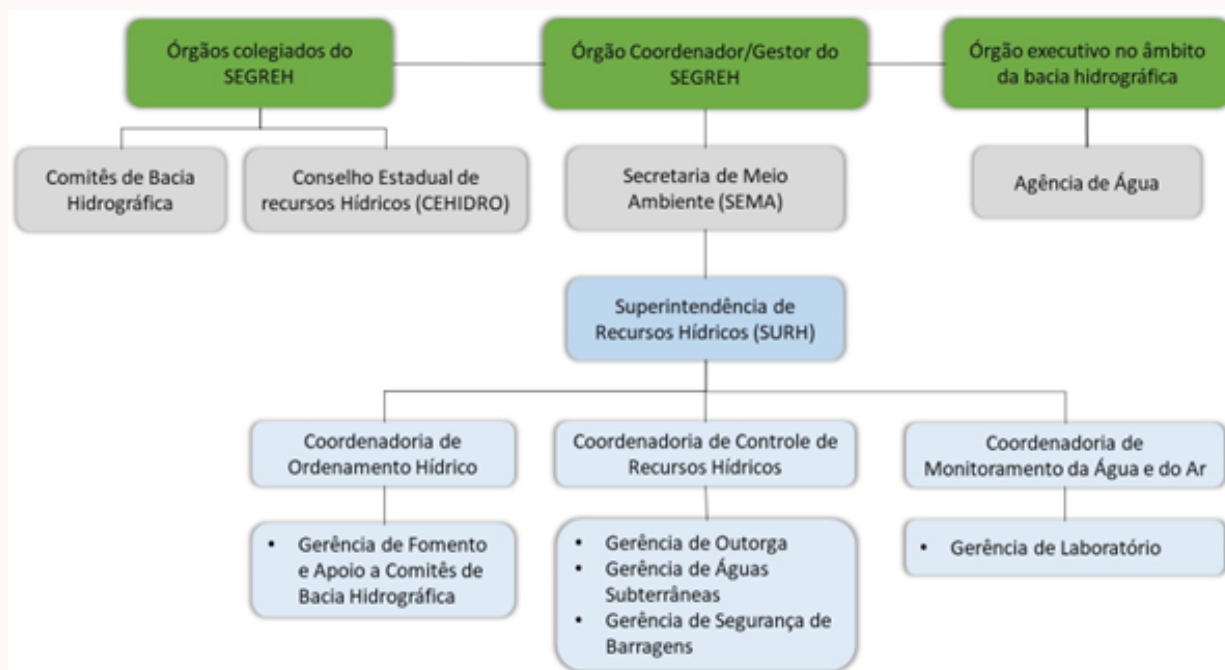 Órgãos colegiados do
SEGREH
Órgão Coordenador/Gestor do
SEGREH
Órgão executivo no âmbito
da bacia hidrográfica
Comitês de Bacia
Hidrográfica
Conselho Estadual de
recursos Hídricos (CEHIDRO)
Secretaria de Meio
Ambiente (SEMA)
Agência de Água
Superintendência de
Recursos Hídricos (SURH)
Coordenadoria de
Ordenamento Hídrico
Coordenadoria de Controle de
Recursos Hídricos
Coordenadoria de
Monitoramento da Água e do Ar
• Gerência de Fomento
e Apoio a Comitês de
Bacia Hidrográfica
• Gerência de Outorga
• Gerência de Águas
Subterrâneas
• Gerência de Segurança de
Barragens
• Gerência de Laboratório